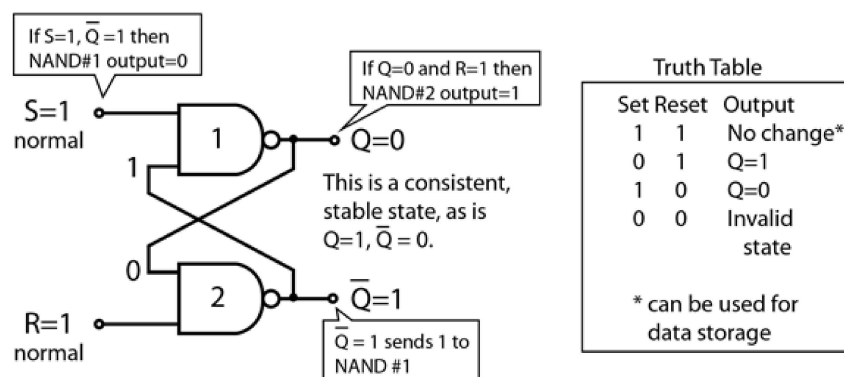 If S=1, Q̅ =1 then
NAND#1 output=0
S=1
normal
1
1
0
2
R=1
normal
If Q=0 and R=1 then
NAND#2 output=1
Q=0
This is a consistent,
stable state, as is
Q=1, Q̅ = 0.
Q̅=1
Q̅ = 1 sends 1 to
NAND #1
Truth Table
Set Reset Output
1 1 No change*
0 1 Q=1
1 0 Q=0
0 0 Invalid
state
* can be used for
data storage